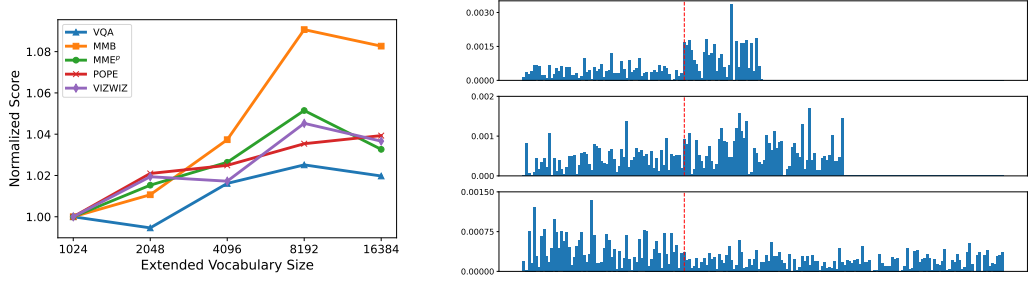 Normalized Score
1.08
1.06
1.04
1.02
1.00
VQA
MMB
MMEᵖ
POPE
VIZWIZ
1024 2048 4096 8192 16384
Extended Vocabulary Size
0.0030
0.0015
0.0000
0.002
0.001
0.000
0.00150
0.00075
0.00000